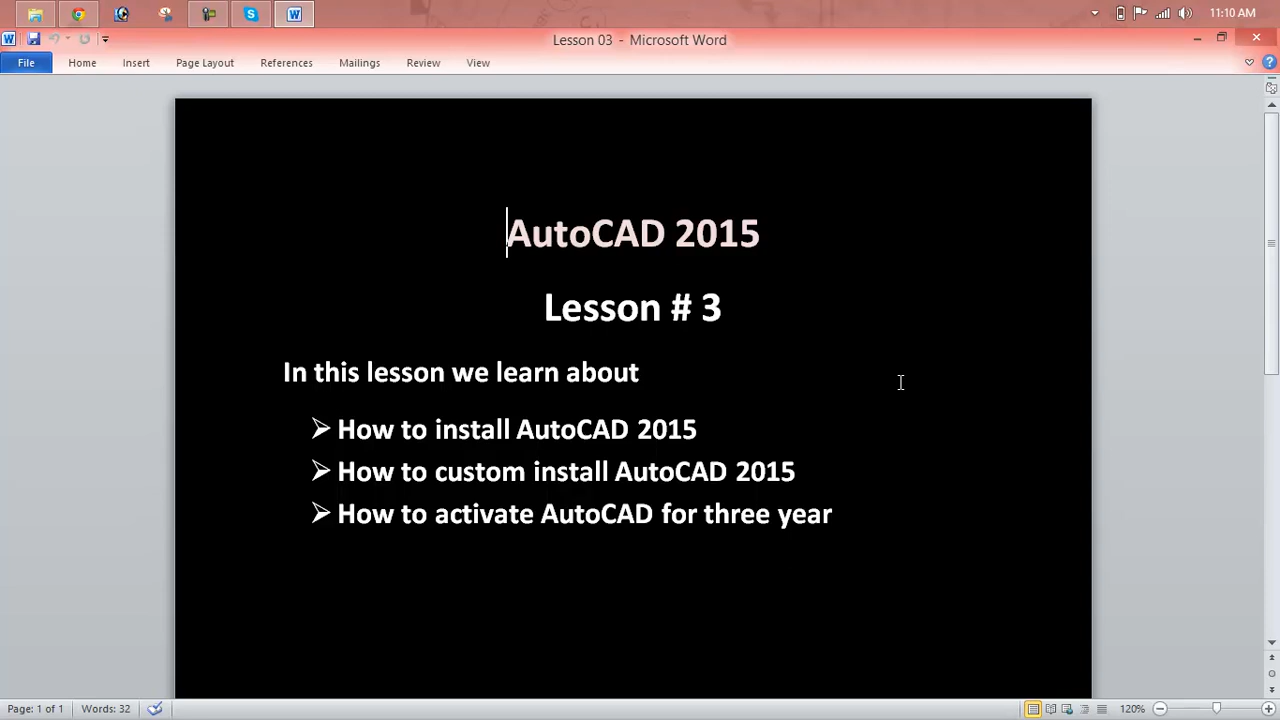 11:10 AM
Lesson 03 - Microsoft Word
File Home Insert Page Layout References Mailings Review View
AutoCAD 2015
Lesson # 3
In this lesson we learn about
➢ How to install AutoCAD 2015
➢ How to custom install AutoCAD 2015
➢ How to activate AutoCAD for three year
Page: 1 of 1 Words: 32 120%